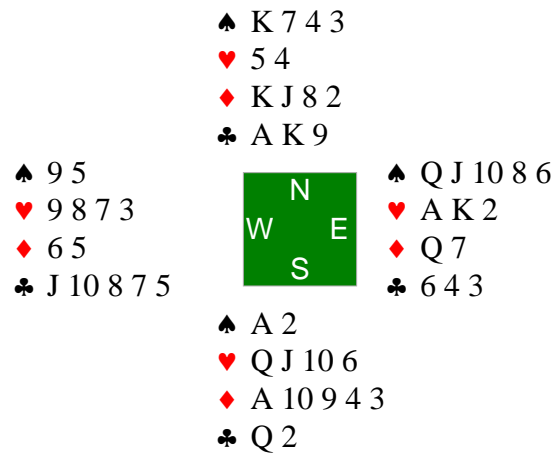 ♠ K 7 4 3
♥ 5 4
♦ K J 8 2
♣ A K 9
♠ 9 5
♥ 9 8 7 3
♦ 6 5
♣ J 10 8 7 5
N
W E
S
♠ Q J 10 8 6
♥ A K 2
♦ Q 7
♣ 6 4 3
♠ A 2
♥ Q J 10 6
♦ A 10 9 4 3
♣ Q 2